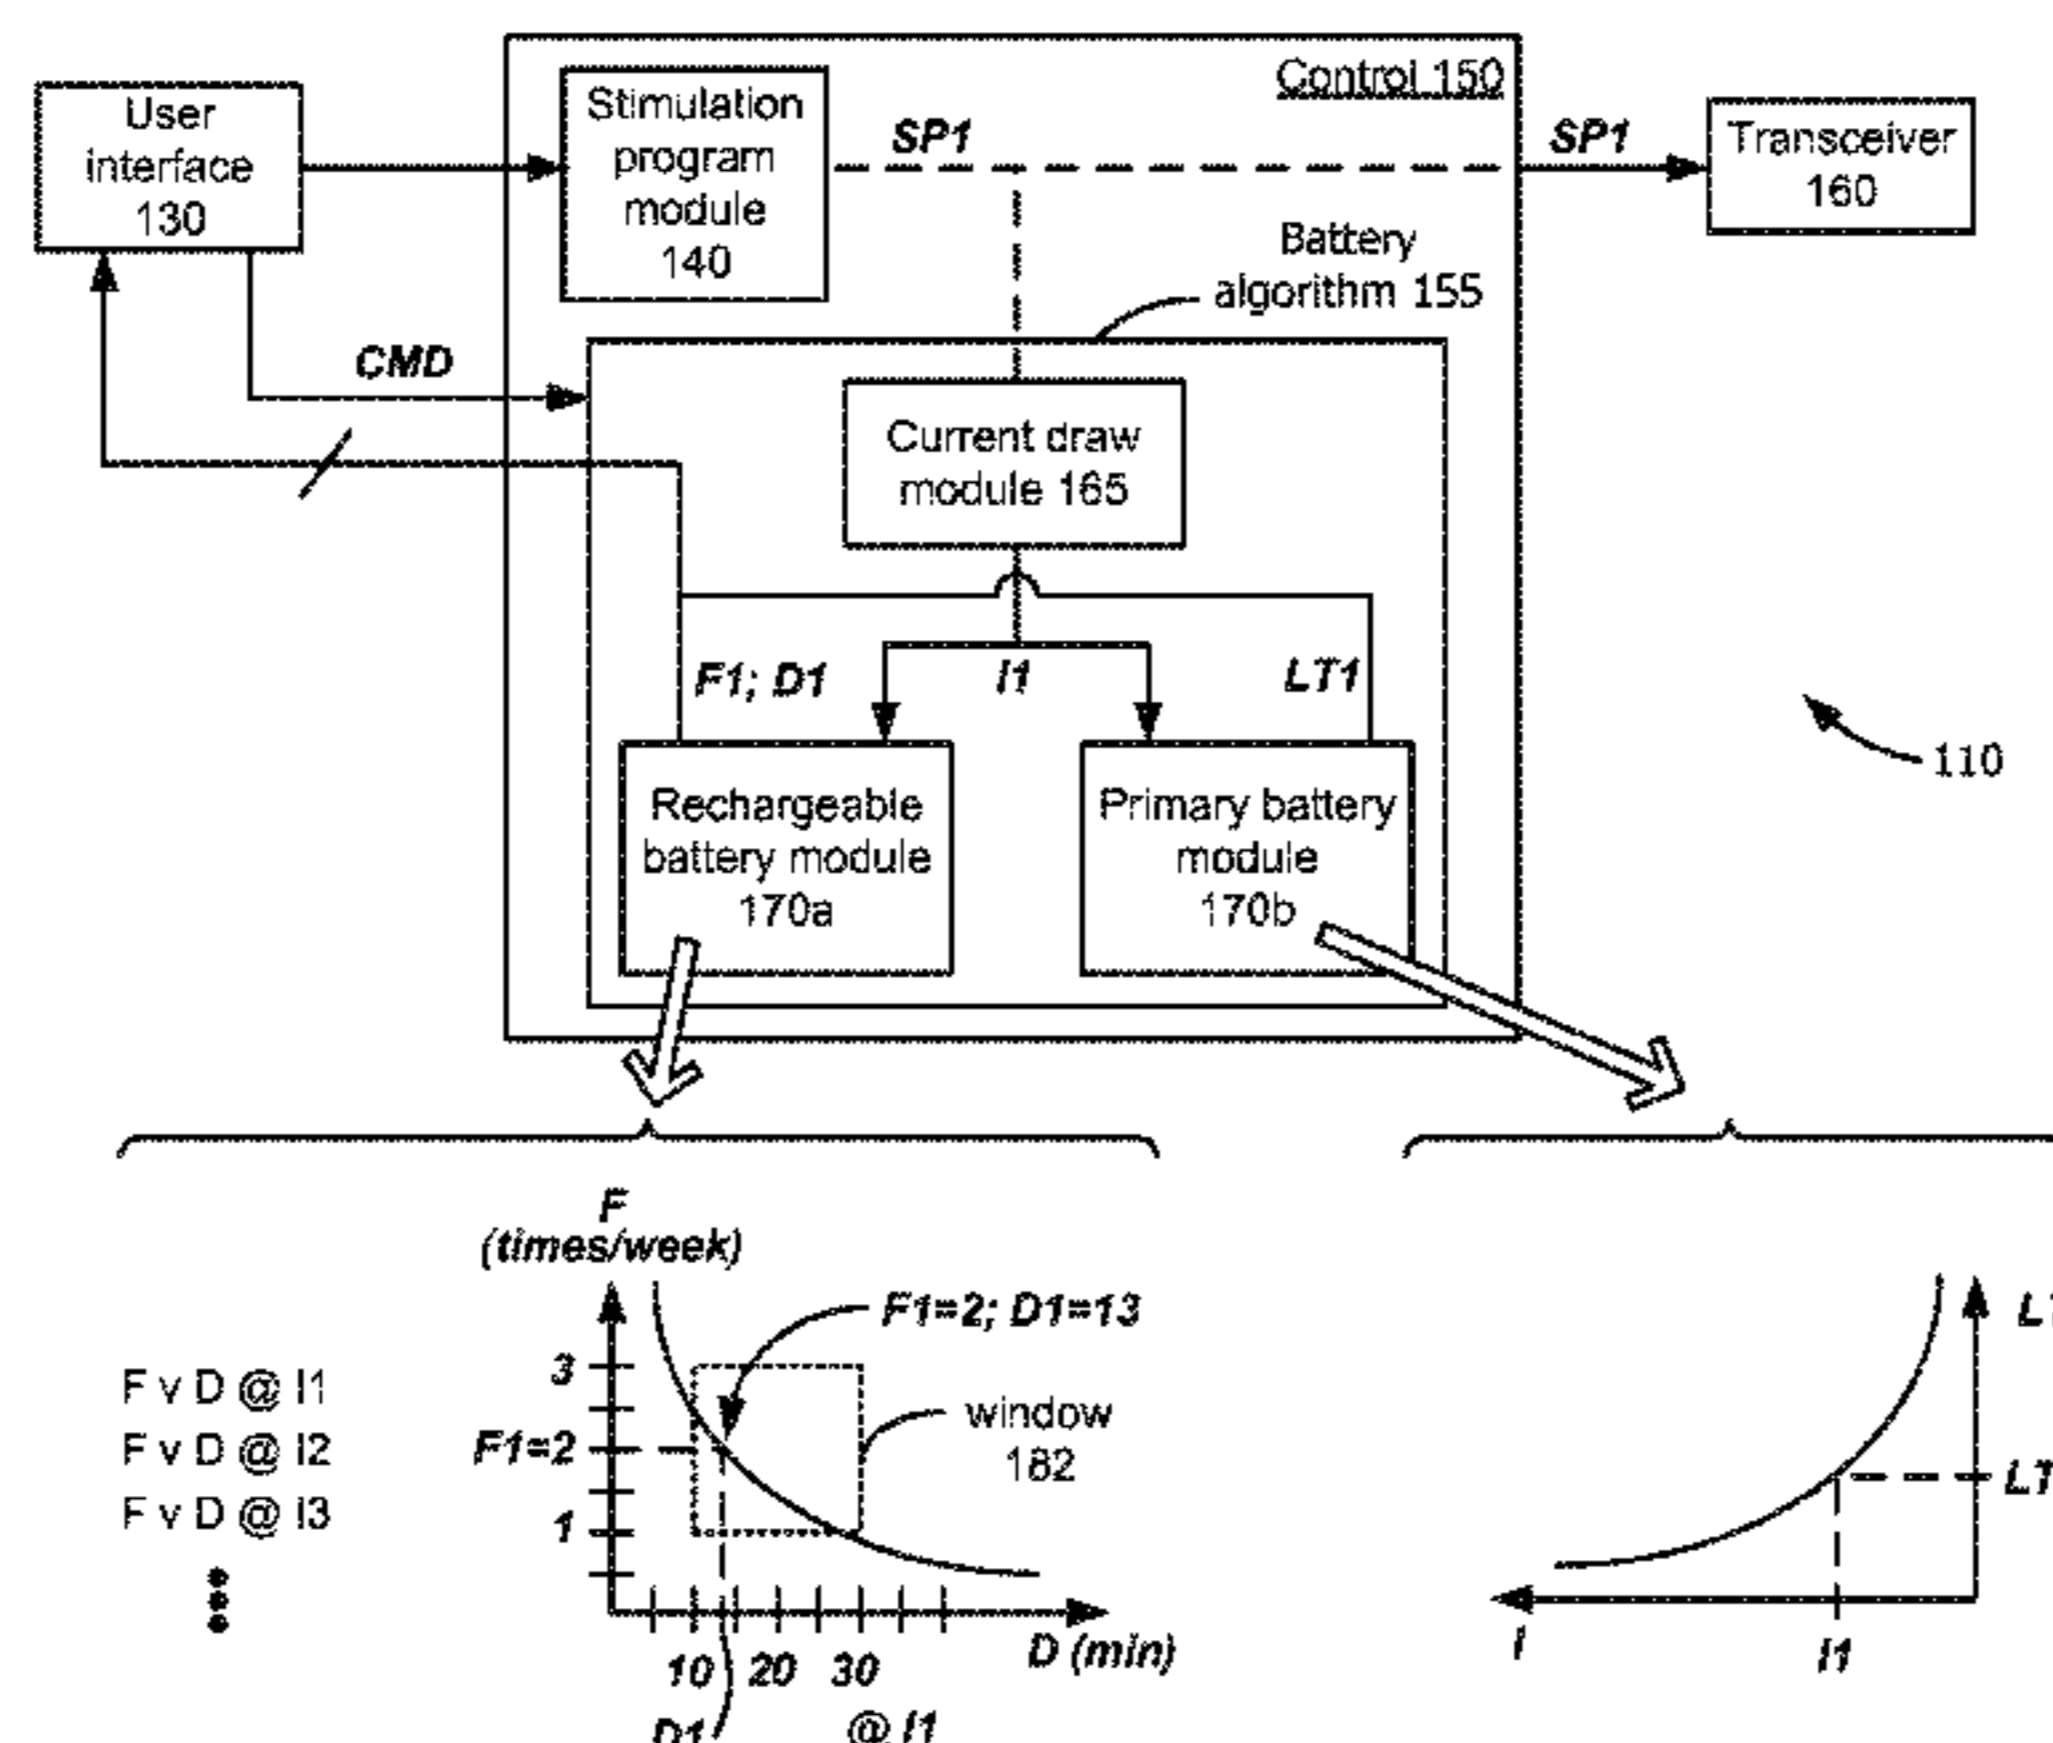 Control 150
User
interface
130
Stimulation
program
module
140
SP1
SP1
Transceiver
160
Battery
algorithm 155
CMD
Current draw
module 165
F1; D1
I1
LT1
110
Rechargeable
battery module
170a
Primary battery
module
170b
F
(times/week)
F1=2; D1=13
3
F1=2
1
window
182
F v D @ I1
F v D @ I2
F v D @ I3
10 20 30
D (min)
D1
@ I1
LT
LT
I
I1